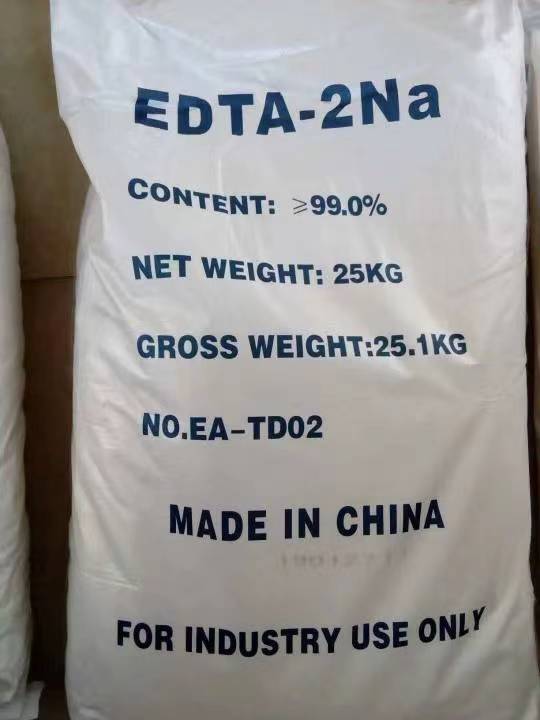 EDTA-2Na
CONTENT: ≥99.0%
NET WEIGHT: 25KG
GROSS WEIGHT:25.1KG
NO.EA-TD02
MADE IN CHINA
FOR INDUSTRY USE ONLY